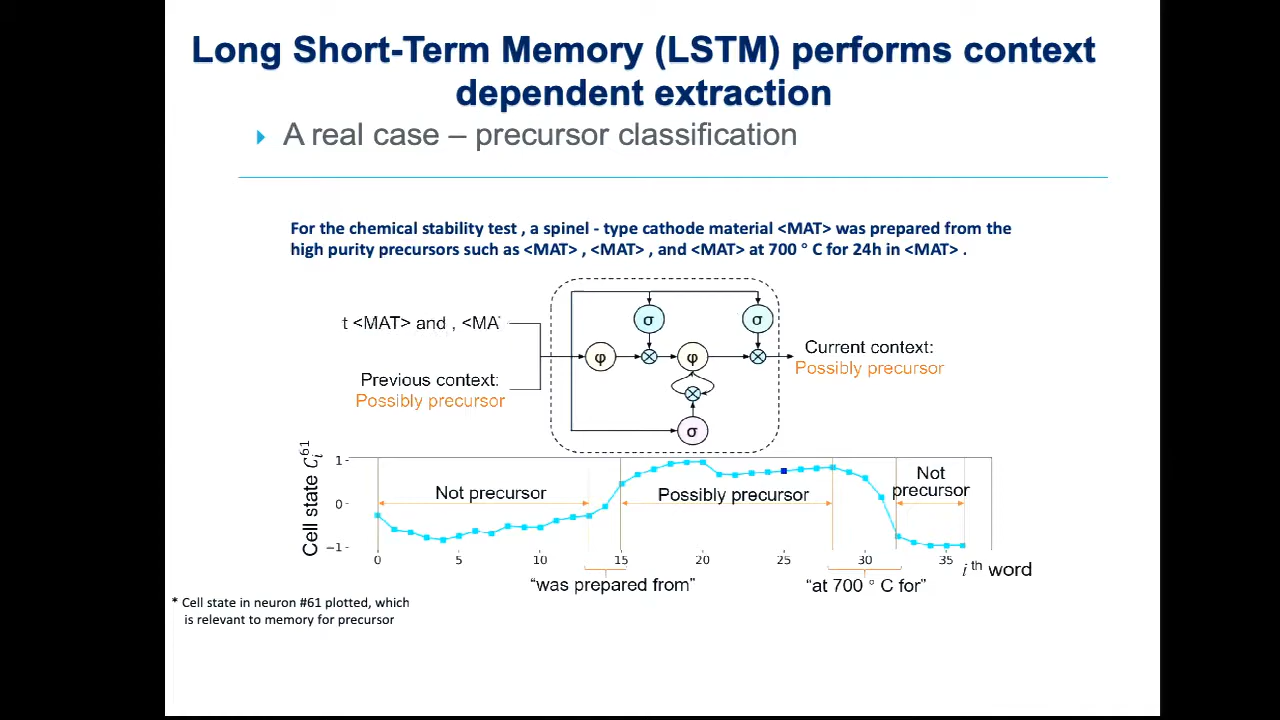 Long Short-Term Memory (LSTM) performs context
dependent extraction
A real case – precursor classification
For the chemical stability test , a spinel - type cathode material <MAT> was prepared from the
high purity precursors such as <MAT> , <MAT> , and <MAT> at 700 ° C for 24h in <MAT> .
σ σ
t <MAT> and , <MA
φ φ
Current context:
Possibly precursor
Previous context:
Possibly precursor
σ
Cell state C_i^61
1
0
−1
Not precursor
Possibly precursor
Not
precursor
0 5 10 15 20 25 30 35
i th word
“was prepared from”
“at 700 ° C for”
* Cell state in neuron #61 plotted, which
is relevant to memory for precursor